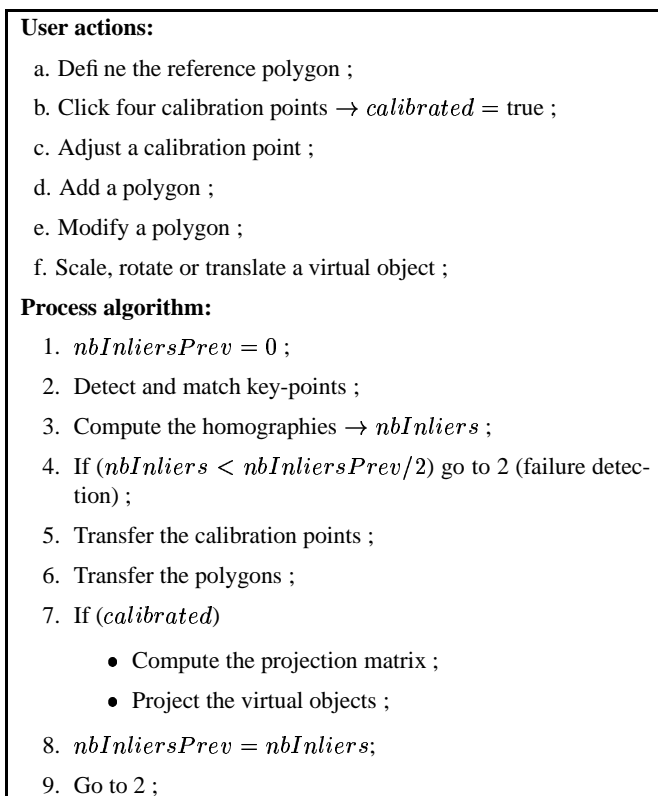 User actions:
a. Defi ne the reference polygon ;
b. Click four calibration points → calibrated = true ;
c. Adjust a calibration point ;
d. Add a polygon ;
e. Modify a polygon ;
f. Scale, rotate or translate a virtual object ;
Process algorithm:
1. nbInliersPrev = 0 ;
2. Detect and match key-points ;
3. Compute the homographies → nbInliers ;
4. If (nbInliers < nbInliersPrev/2) go to 2 (failure detec-
tion) ;
5. Transfer the calibration points ;
6. Transfer the polygons ;
7. If (calibrated)
• Compute the projection matrix ;
• Project the virtual objects ;
8. nbInliersPrev = nbInliers;
9. Go to 2 ;